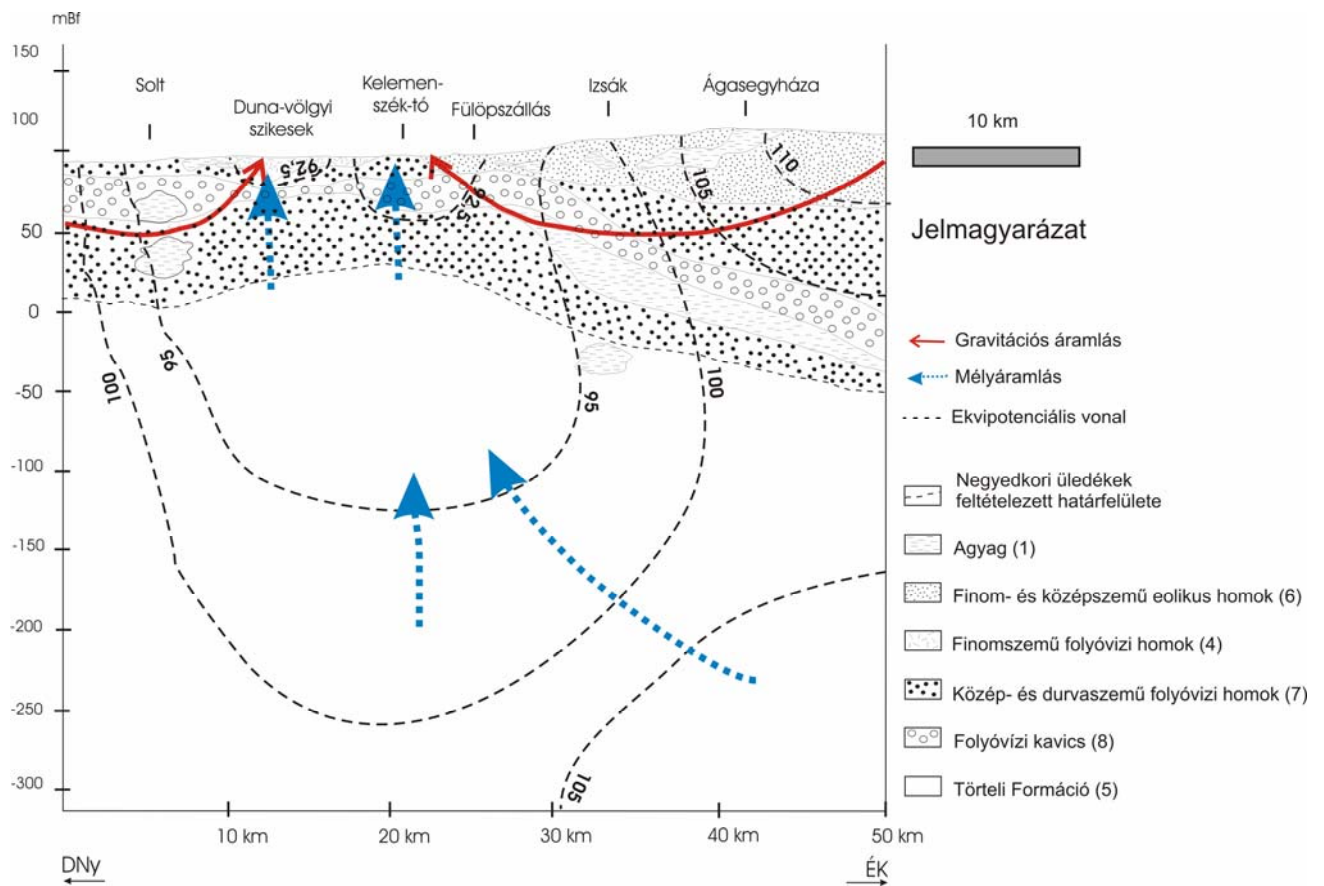 mBf
150
100
50
0
-50
-100
-150
-200
-250
-300
Solt
Duna-völgyi
szikesek
Kelemen-
szék-tó
Fülöpszállás
Izsák
Ágasegyháza
92,5
92,5
105
110
100
95
95
100
105
10 km
20 km
30 km
40 km
50 km
DNy
ÉK
10 km
Jelmagyarázat
Gravitációs áramlás
Mélyáramlás
Ekvipotenciális vonal
Negyedkori üledékek
feltételezett határfelülete
Agyag (1)
Finom- és középszemű eolikus homok (6)
Finomszemű folyóvizi homok (4)
Közép- és durvaszemű folyóvizi homok (7)
Folyóvízi kavics (8)
Törteli Formáció (5)